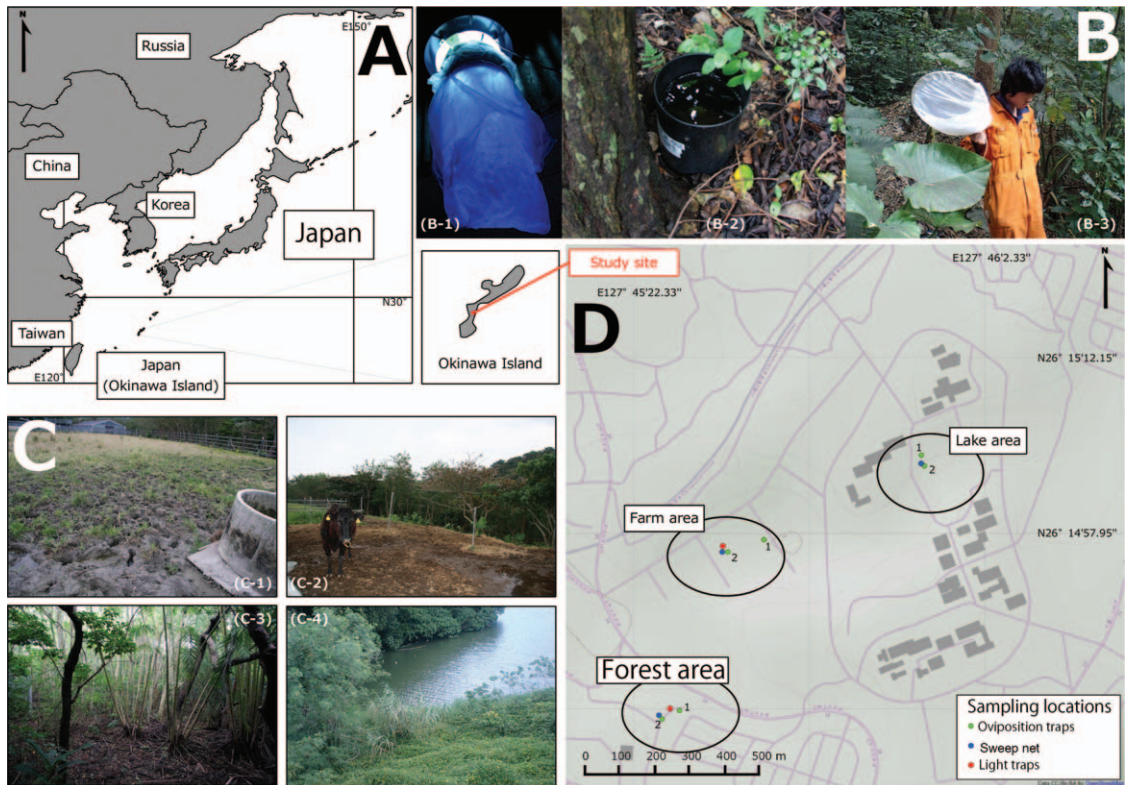 A
N
E150°
Russia
China
Korea
Japan
N30°
Taiwan
E120°
Japan
(Okinawa Island)
(B-1)
(B-2)
B
(B-3)
Study site
Okinawa Island
C
(C-1)
(C-2)
(C-3)
(C-4)
D
E127° 46'2.33"
N
E127° 45'22.33"
N26° 15'12.15"
Lake area
1
2
Farm area
1
2
N26° 14'57.95"
Forest area
1
2
0 100 200 300 400 500 m
Sampling locations
Oviposition traps
Sweep net
Light traps